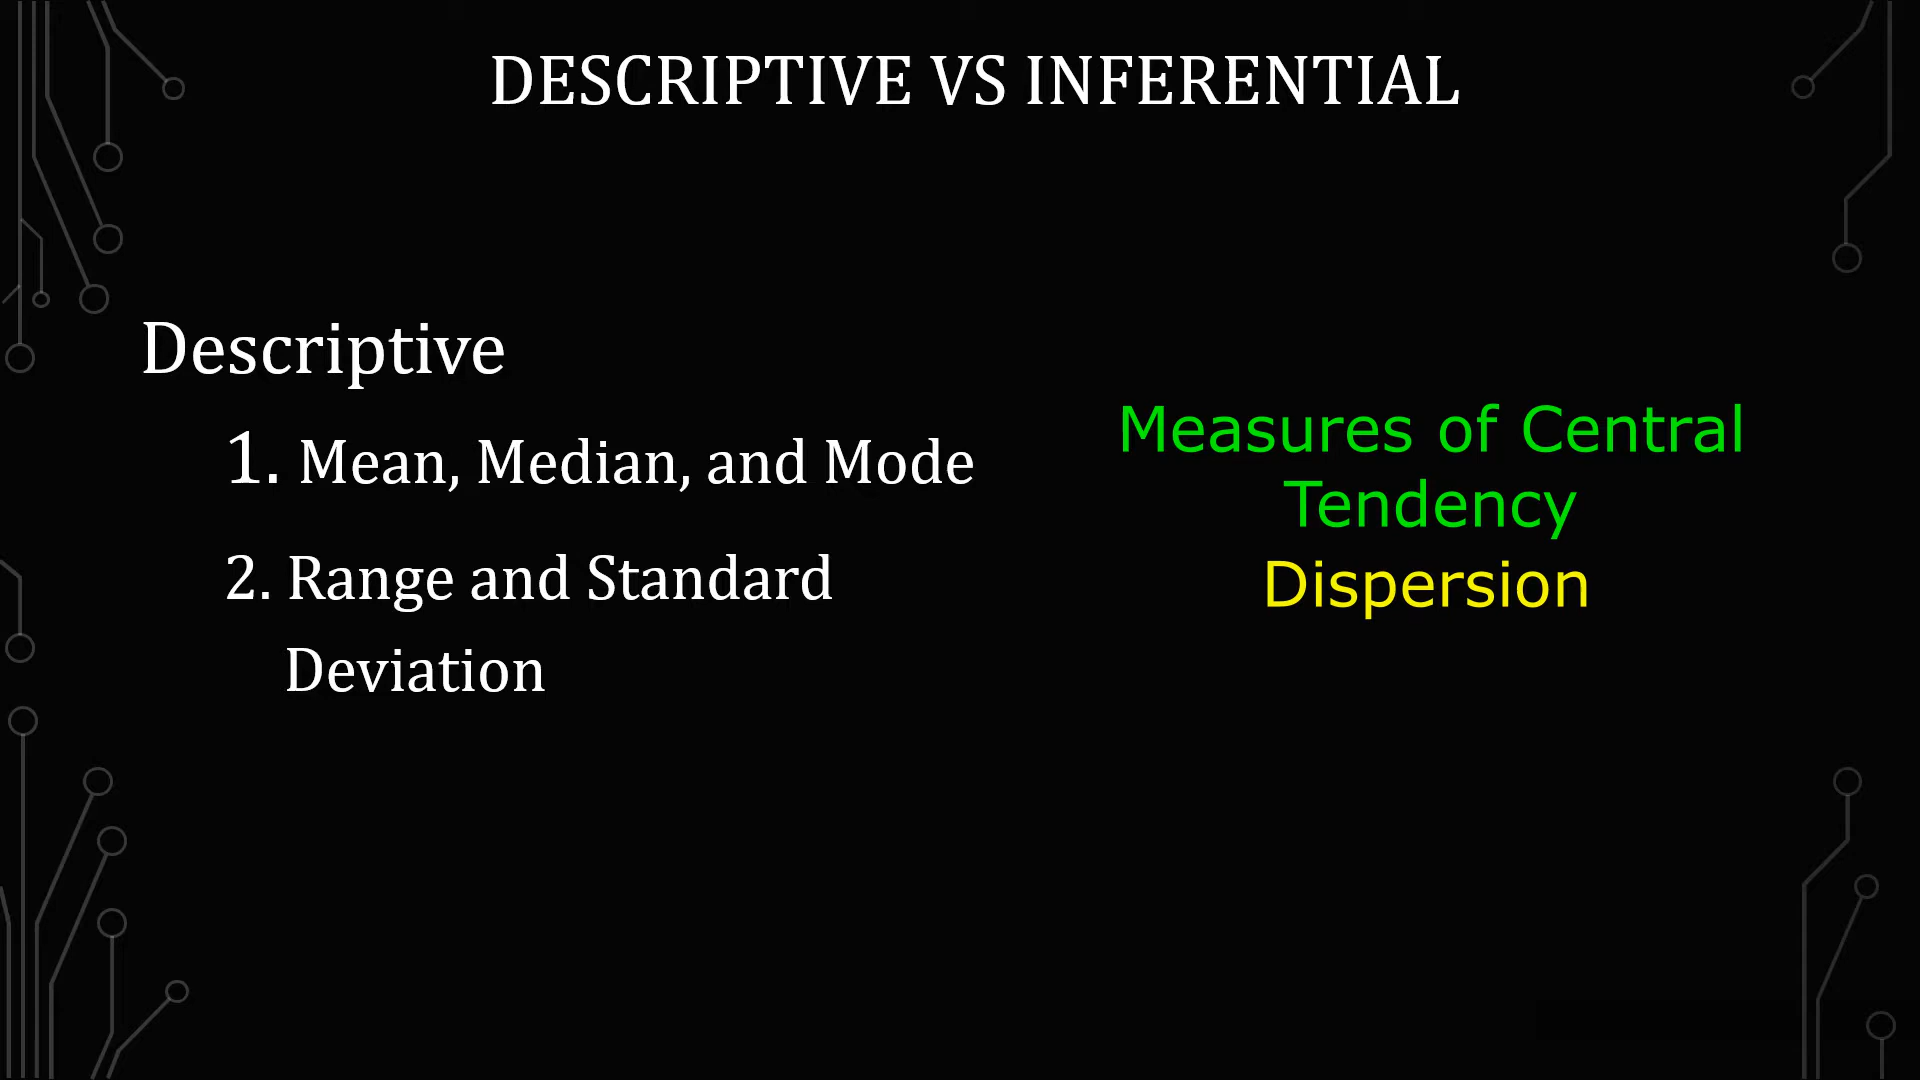 DESCRIPTIVE VS INFERENTIAL
Descriptive
1. Mean, Median, and Mode
2. Range and Standard
Deviation
Measures of Central
Tendency
Dispersion